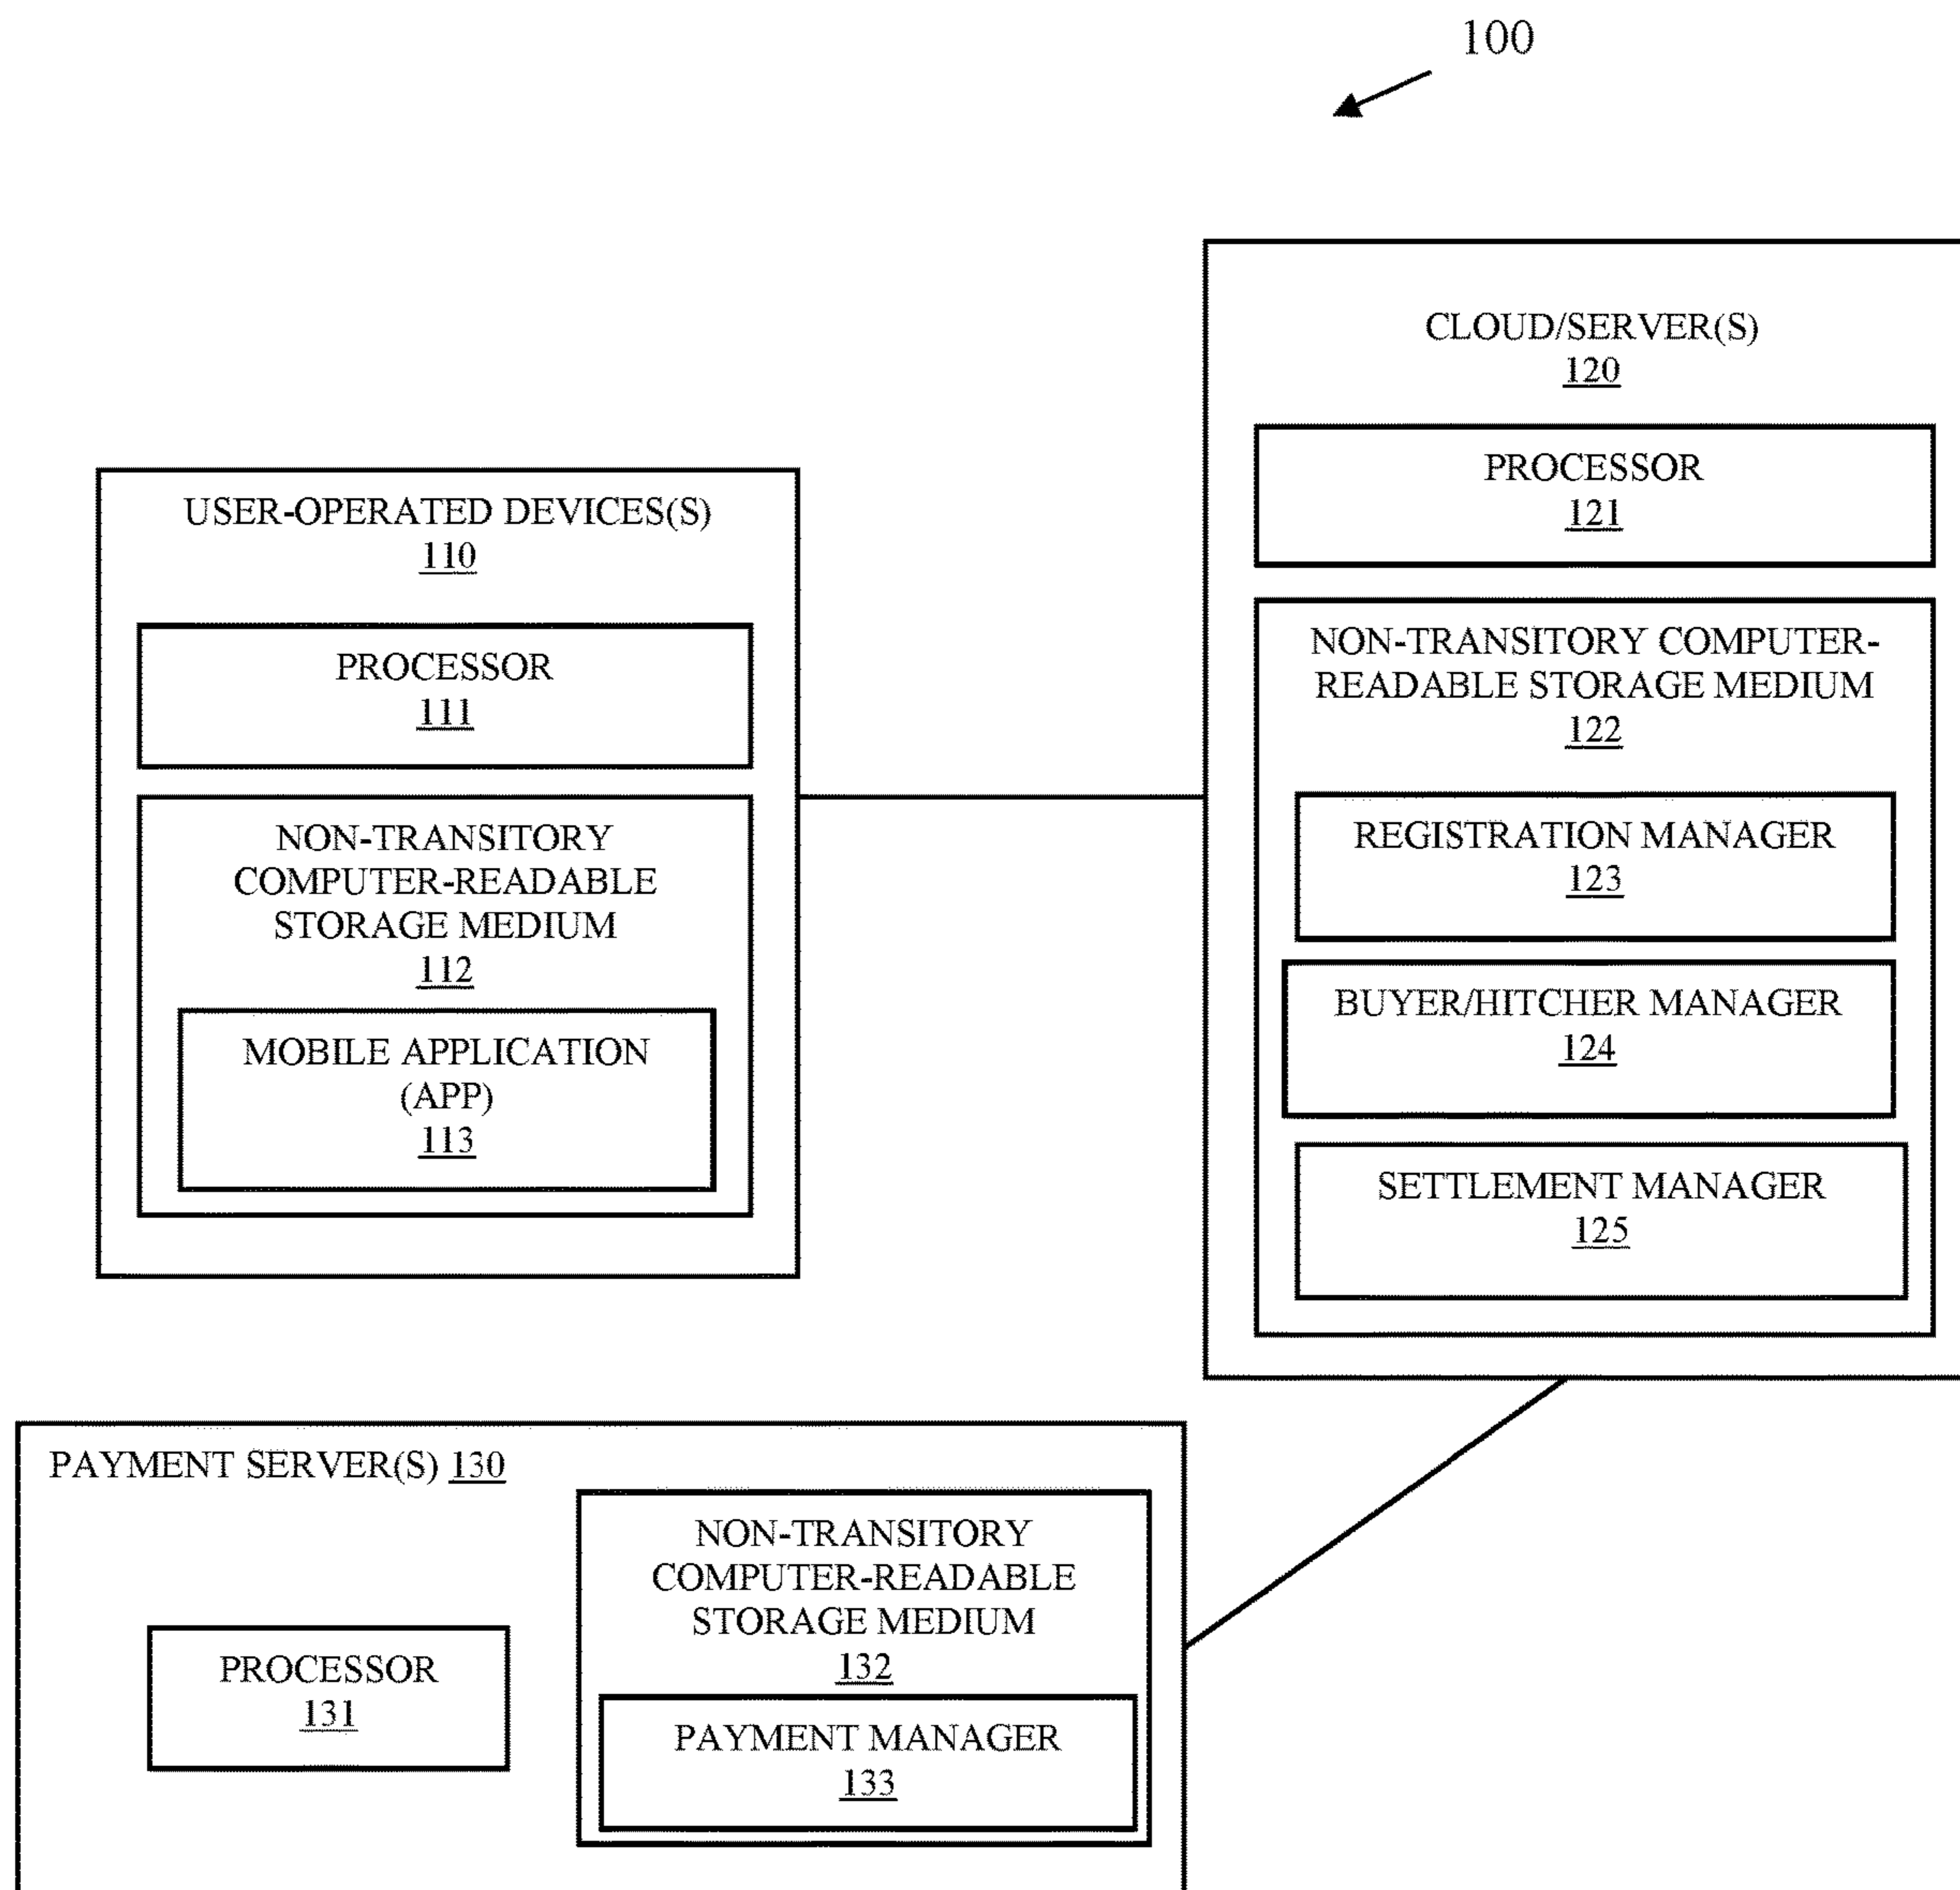 100
CLOUD/SERVER(S)
120
PROCESSOR
121
NON-TRANSITORY COMPUTER-
READABLE STORAGE MEDIUM
122
REGISTRATION MANAGER
123
BUYER/HITCHER MANAGER
124
SETTLEMENT MANAGER
125
USER-OPERATED DEVICES(S)
110
PROCESSOR
111
NON-TRANSITORY
COMPUTER-READABLE
STORAGE MEDIUM
112
MOBILE APPLICATION
(APP)
113
PAYMENT SERVER(S) 130
PROCESSOR
131
NON-TRANSITORY
COMPUTER-READABLE
STORAGE MEDIUM
132
PAYMENT MANAGER
133